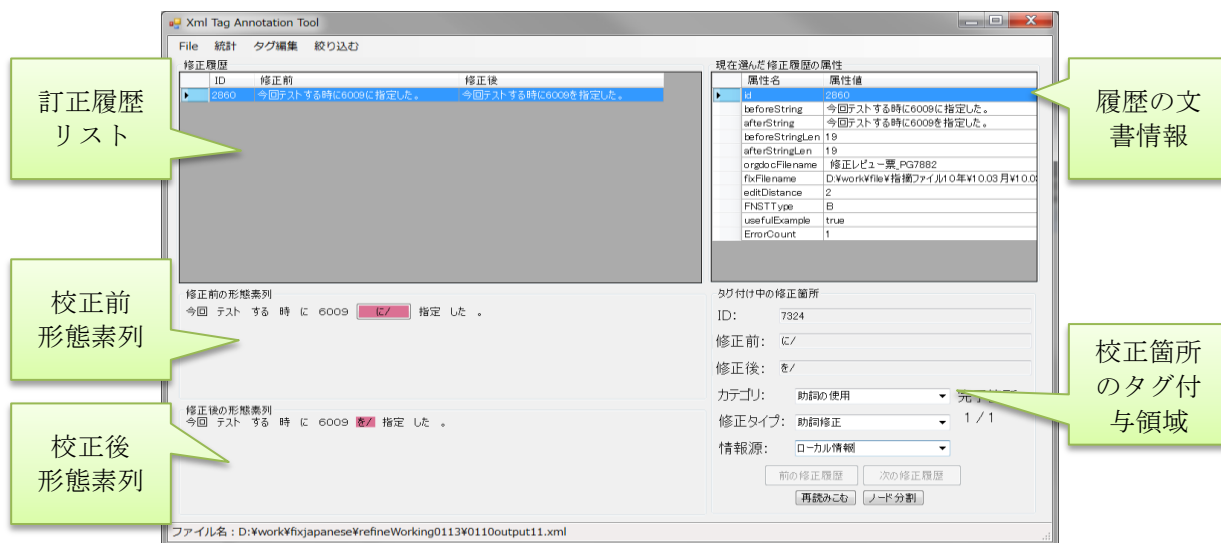 Xml Tag Annotation Tool
File 統計 タグ編集 絞り込む
修正履歴
ID 修正前 修正後
2860 今回テストする時に6009に指定した。 今回テストする時に6009を指定した。
現在選んだ修正履歴の属性
属性名 属性値
id 2860
beforeString 今回テストする時に6009に指定した。
afterString 今回テストする時に6009を指定した。
beforeStringLen 19
afterStringLen 19
orgdocFilename 修正レビュー票_PG7882
fixFilename D:¥work¥file¥指摘ファイル10年¥10.03月¥10.0
editDistance 2
FNSTType B
usefulExample true
ErrorCount 1
訂正履歴
リスト
履歴の文
書情報
修正前の形態素列
今回 テスト する 時 に 6009 に/ 指定 した 。
校正前
形態素列
修正後の形態素列
今回 テスト する 時 に 6009 を/ 指定 した 。
校正後
形態素列
タグ付け中の修正箇所
ID: 7324
修正前: に/
修正後: を/
カテゴリ: 助詞の使用
修正タイプ: 助詞修正 1 / 1
情報源: ローカル情報
前の修正履歴 次の修正履歴
再読みこむ ノード分割
校正箇所
のタグ付
与領域
ファイル名：D:¥work¥fixjapanese¥refineWorking0113¥0110output11.xml